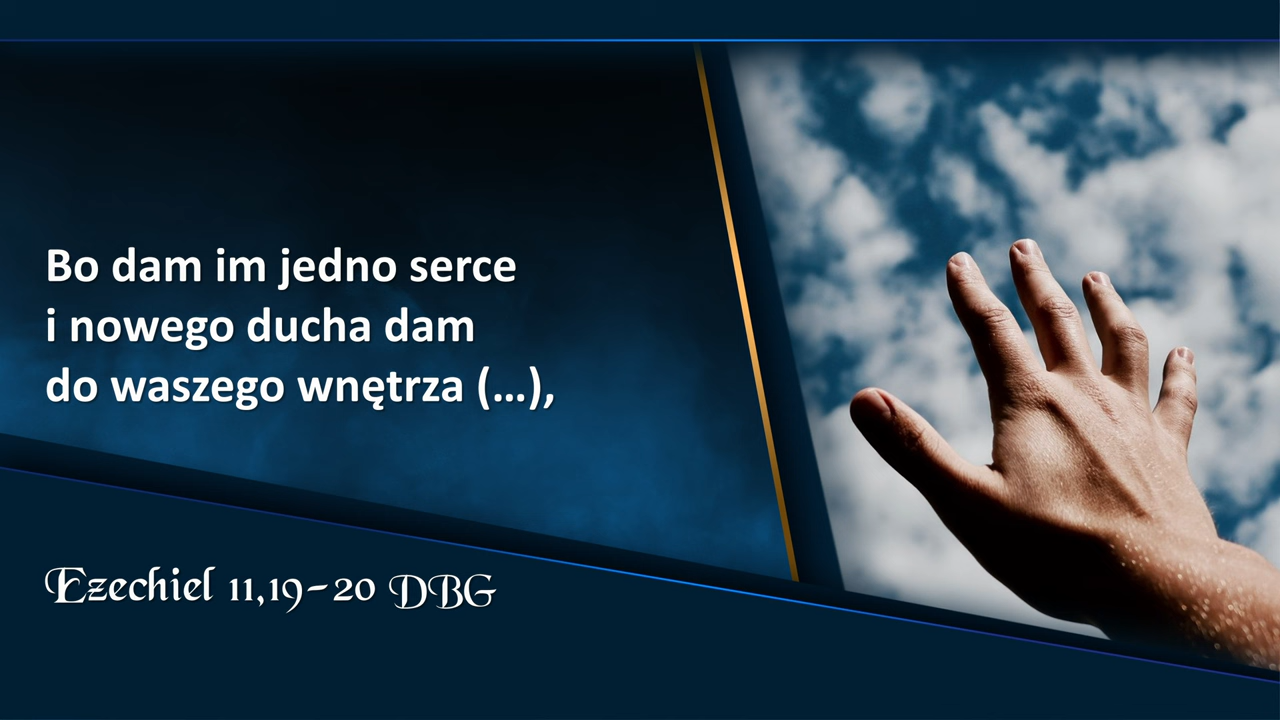 Bo dam im jedno serce
i nowego ducha dam
do waszego wnętrza (...),
Ezechiel 11,19-20 DBG